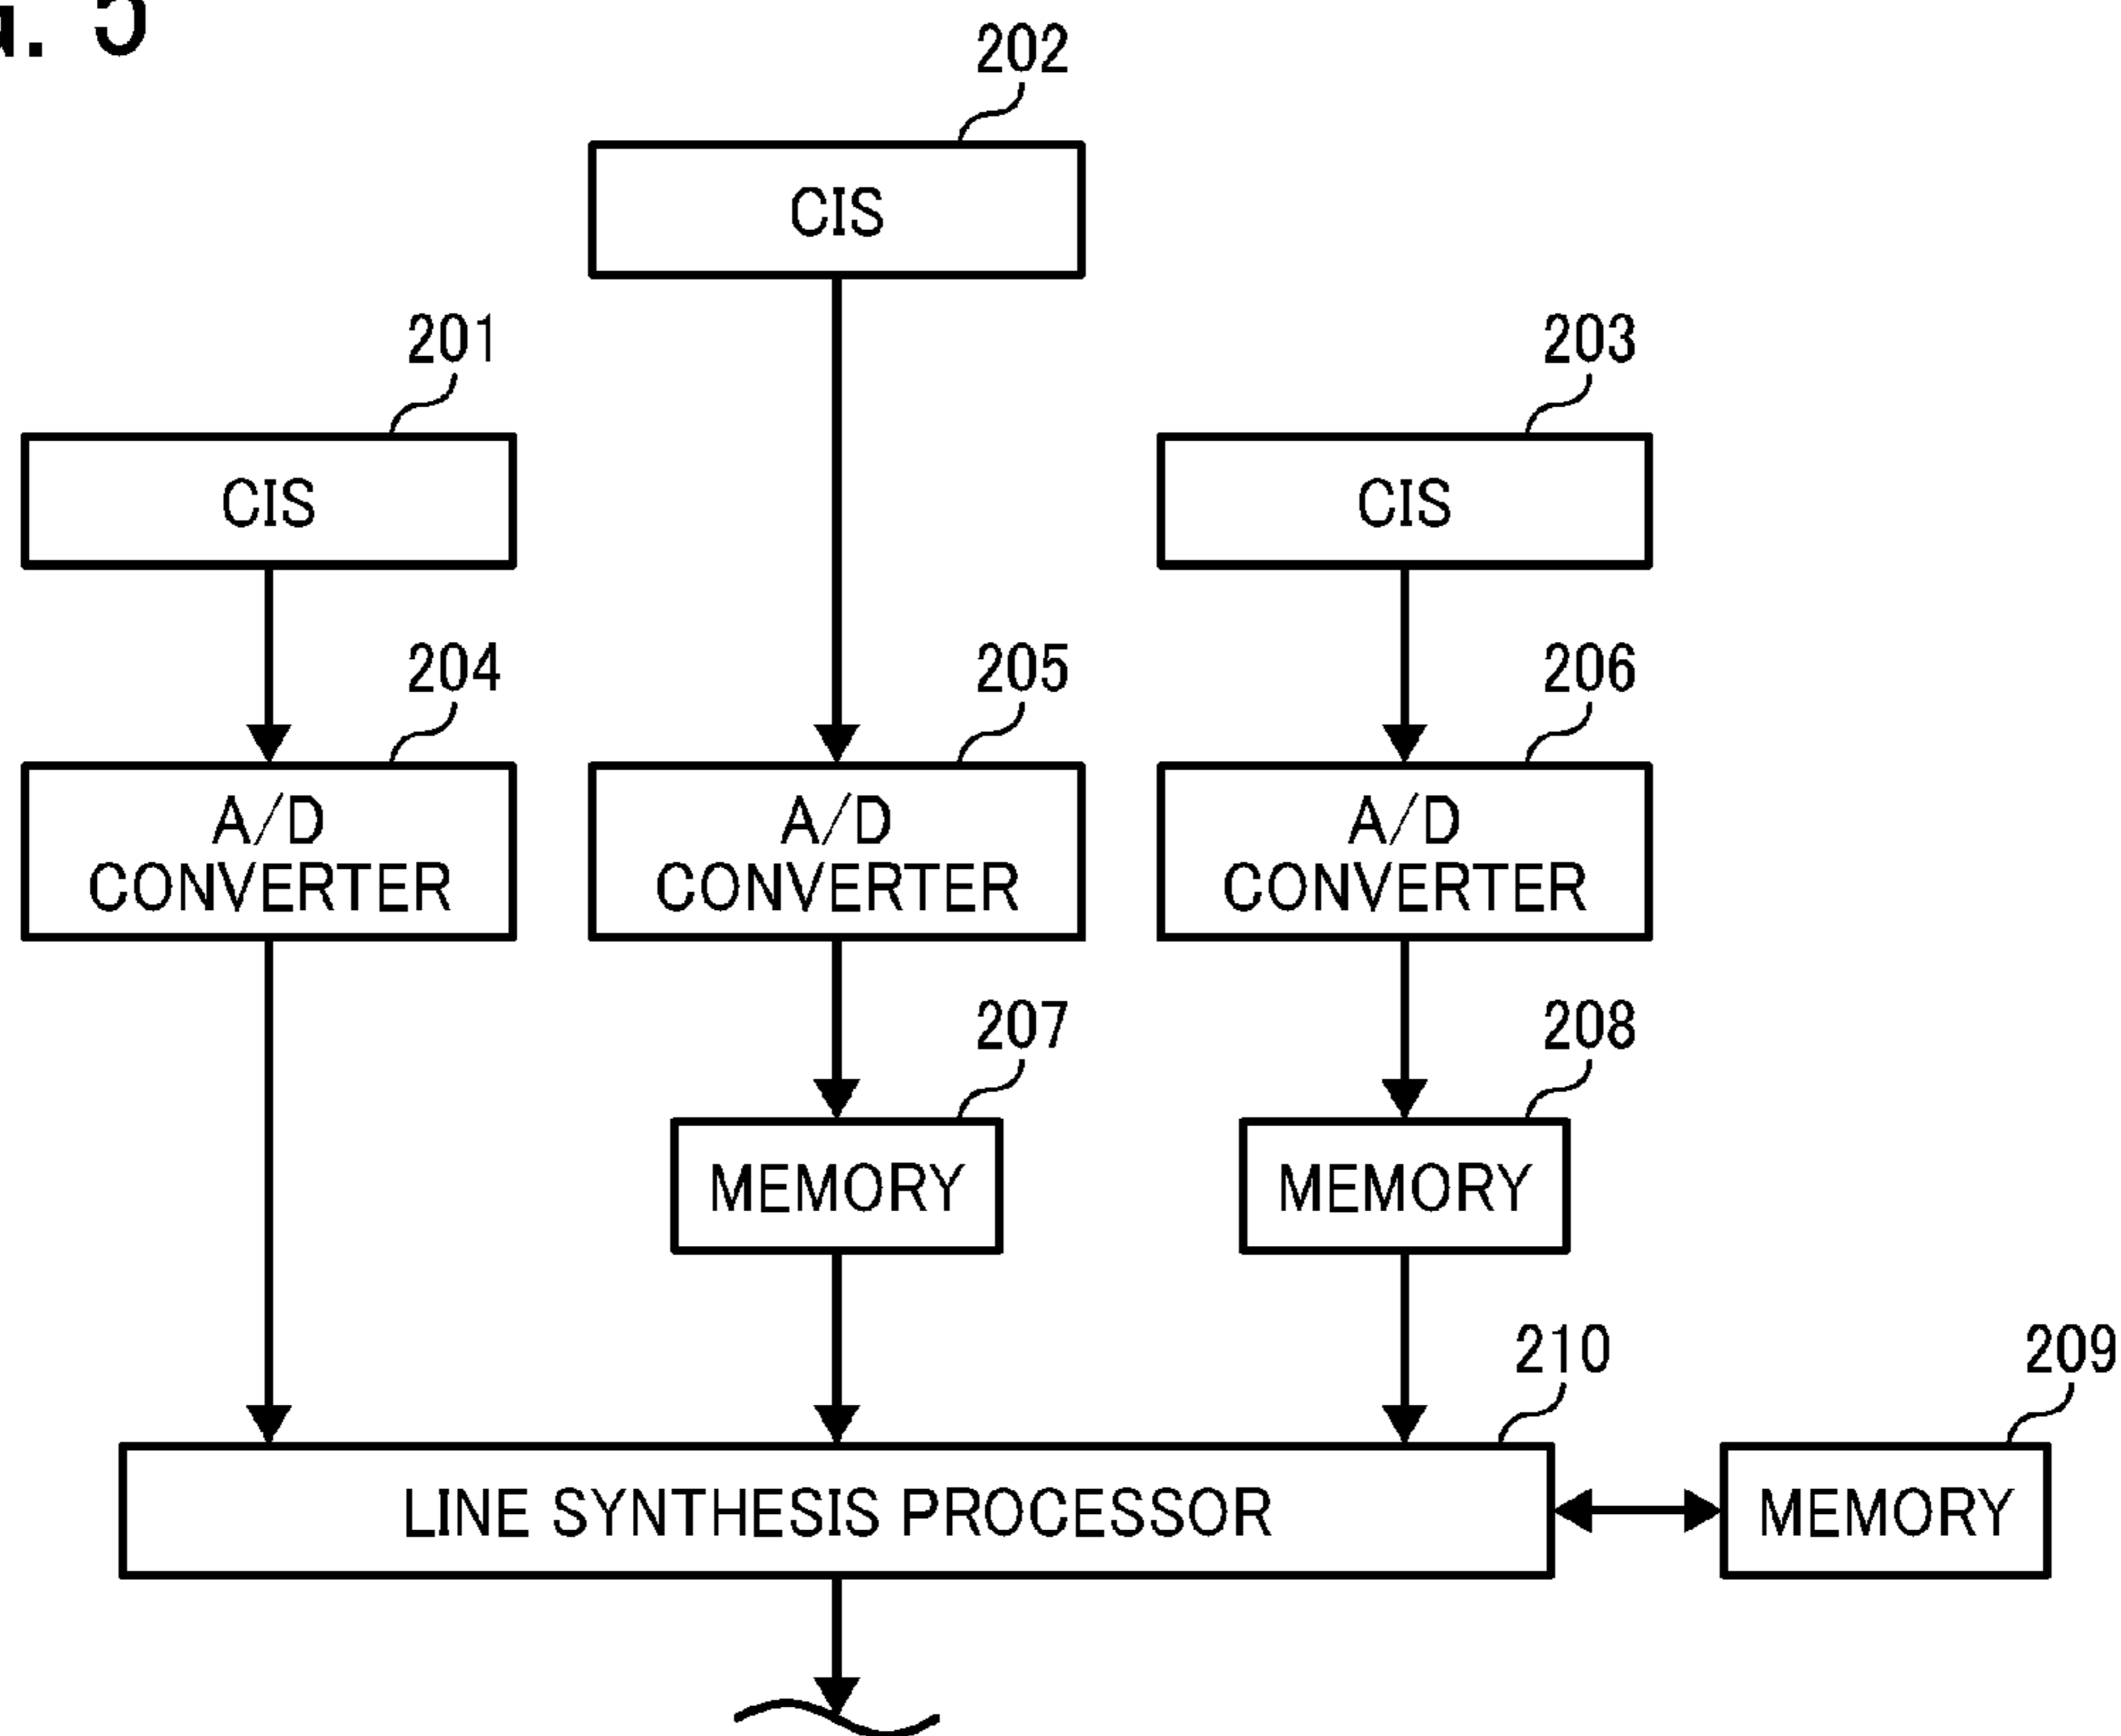 5
202
CIS
201
203
CIS
CIS
204
205
206
A/D
CONVERTER
A/D
CONVERTER
A/D
CONVERTER
207
208
MEMORY
MEMORY
210
209
LINE SYNTHESIS PROCESSOR
MEMORY